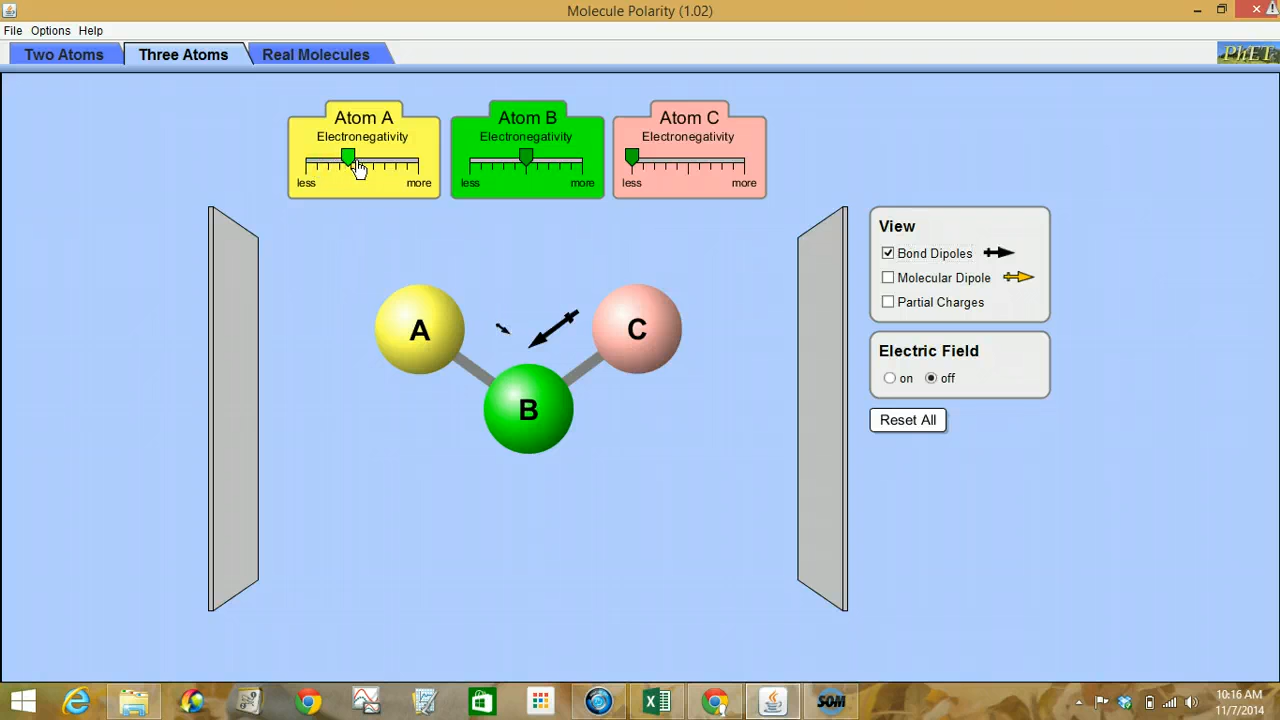 Molecule Polarity (1.02)
File Options Help
Two Atoms Three Atoms Real Molecules
PhET
Atom A Atom B Atom C
Electronegativity Electronegativity Electronegativity
less more less more less more
View
Bond Dipoles
Molecular Dipole
Partial Charges
A
C
B
Electric Field
on off
Reset All
SOM
10:16 AM
11/7/2014